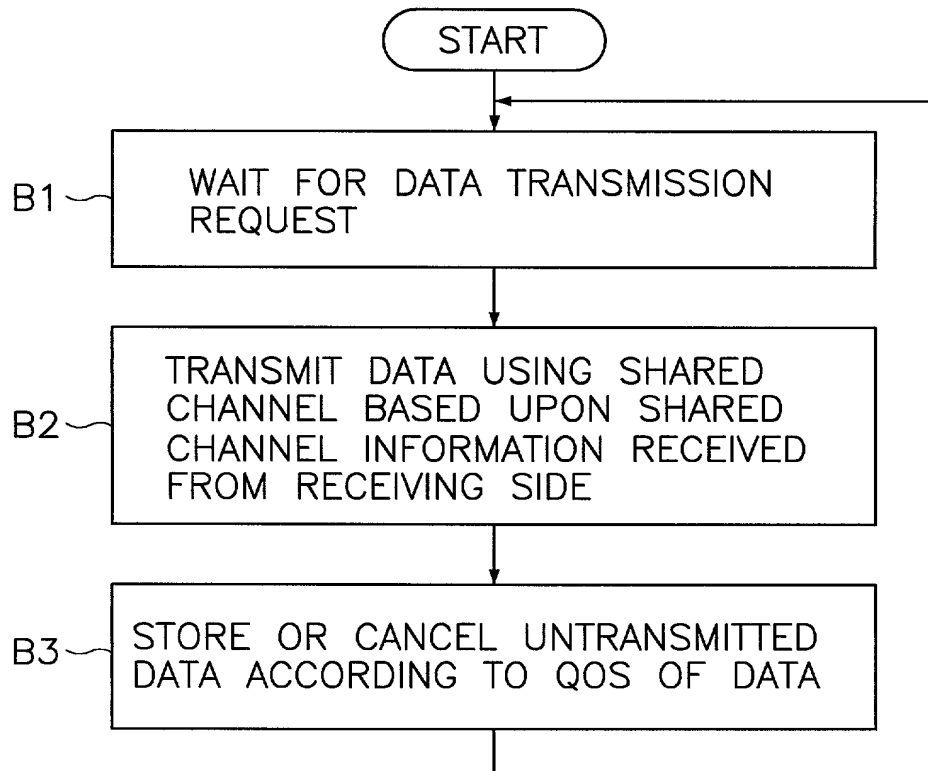 START
B1
WAIT FOR DATA TRANSMISSION
REQUEST
B2
TRANSMIT DATA USING SHARED
CHANNEL BASED UPON SHARED
CHANNEL INFORMATION RECEIVED
FROM RECEIVING SIDE
B3
STORE OR CANCEL UNTRANSMITTED
DATA ACCORDING TO QOS OF DATA